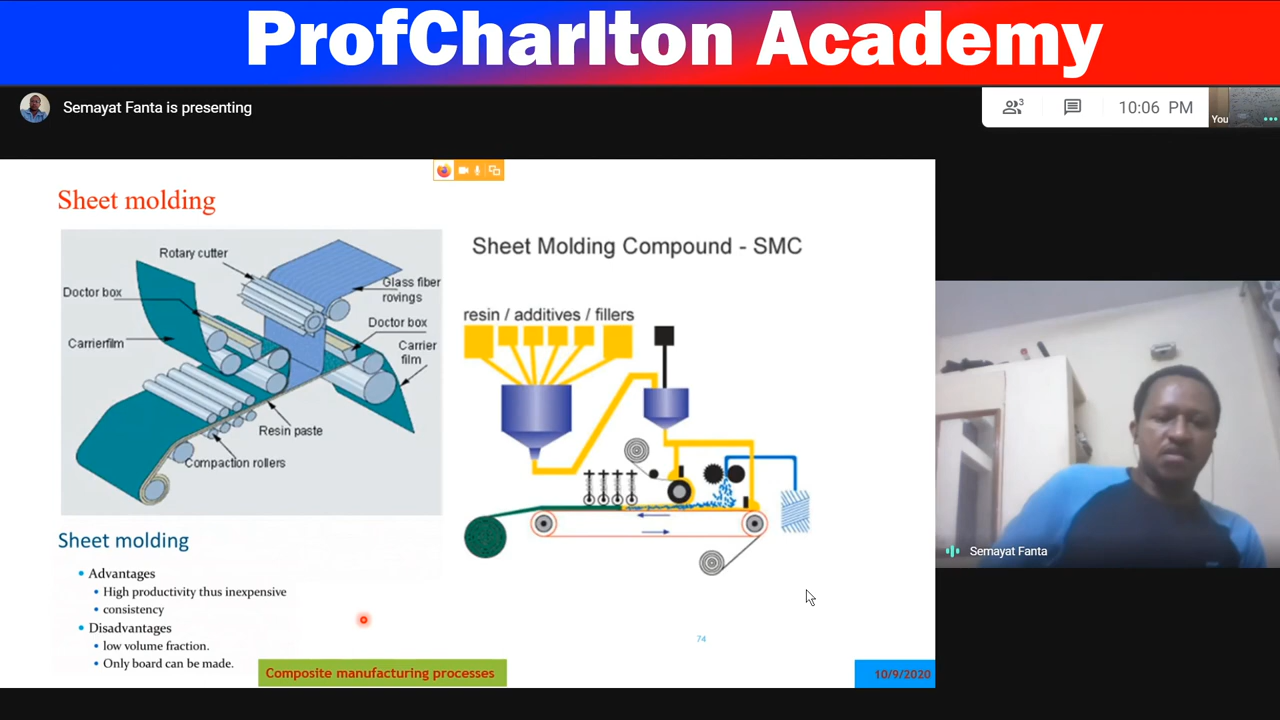 ProfCharlton Academy
Semayat Fanta is presenting
3
10:06 PM
You
Sheet molding
Rotary cutter
Doctor box
Carrierfilm
Glass fiber
rovings
Doctor box
Carrier
film
Resin paste
Compaction rollers
Sheet Molding Compound - SMC
resin / additives / fillers
Sheet molding
• Advantages
• High productivity thus inexpensive
• consistency
• Disadvantages
• low volume fraction.
• Only board can be made.
74
Composite manufacturing processes
10/9/2020
Semayat Fanta